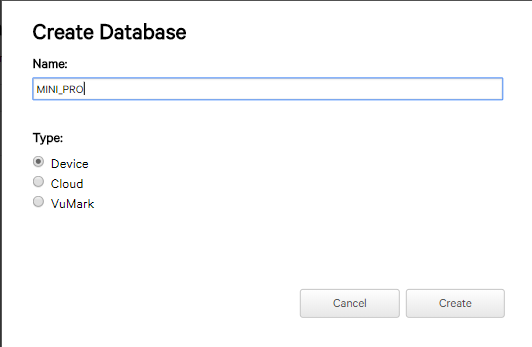 Create Database
Name:
MINI_PRO
Type:
Device
Cloud
VuMark
Cancel
Create